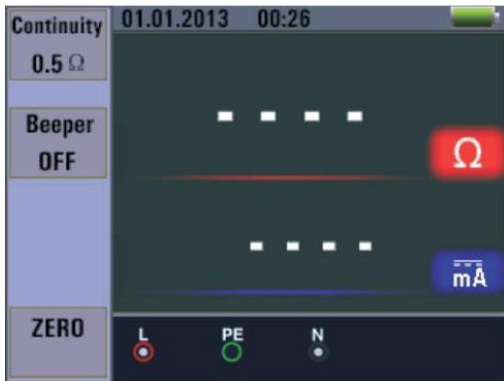 Continuity
0.5 Ω
Beeper
OFF
ZERO
01.01.2013 00:26
- - - -
Ω
- - - -
mA
L PE N